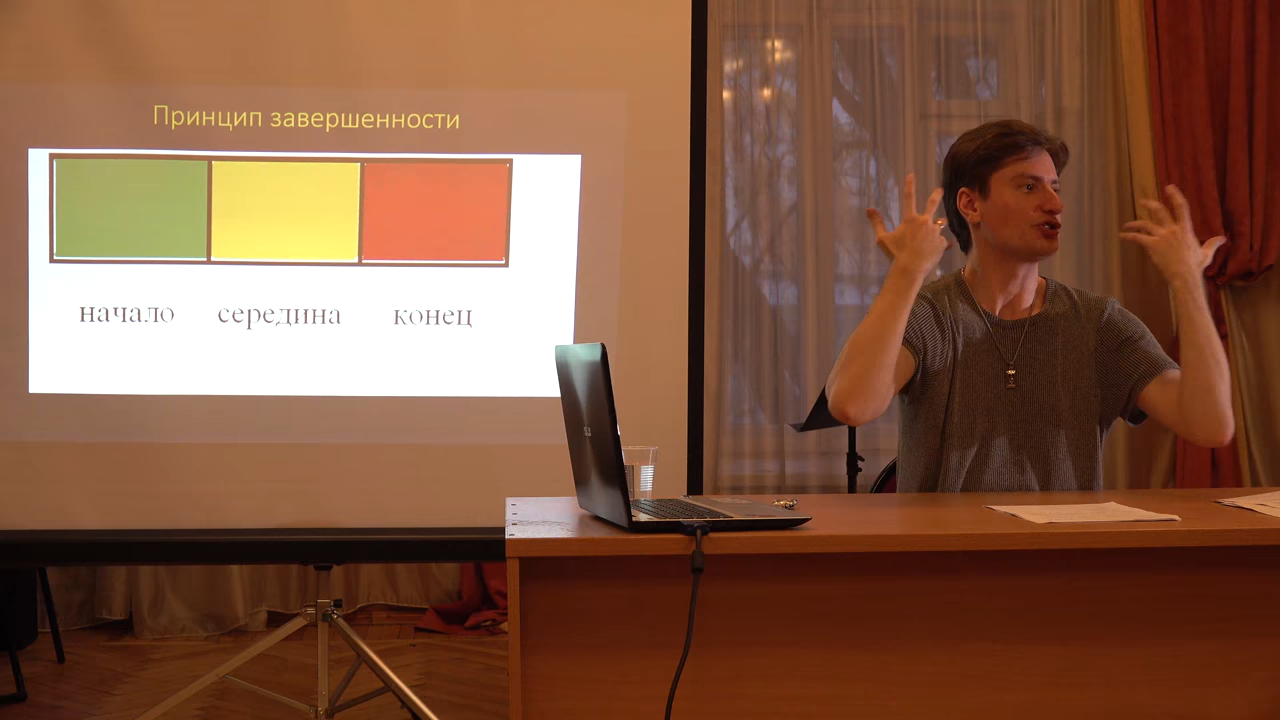 Принцип завершенности
начало середина конец